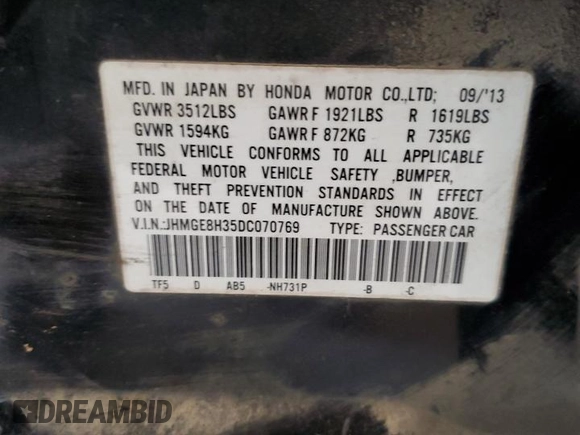 MFD. IN JAPAN BY HONDA MOTOR CO.,LTD; 09/'13
GVWR 3512LBS GAWR F 1921LBS R 1619LBS
GVWR 1594KG GAWR F 872KG R 735KG
THIS VEHICLE CONFORMS TO ALL APPLICABLE
FEDERAL MOTOR VEHICLE SAFETY ,BUMPER,
AND THEFT PREVENTION STANDARDS IN EFFECT
ON THE DATE OF MANUFACTURE SHOWN ABOVE.
V.I.N.:JHMGE8H35DC070769 TYPE: PASSENGER CAR
TF5 D AB5 -NH731P -B -C
DREAMBID